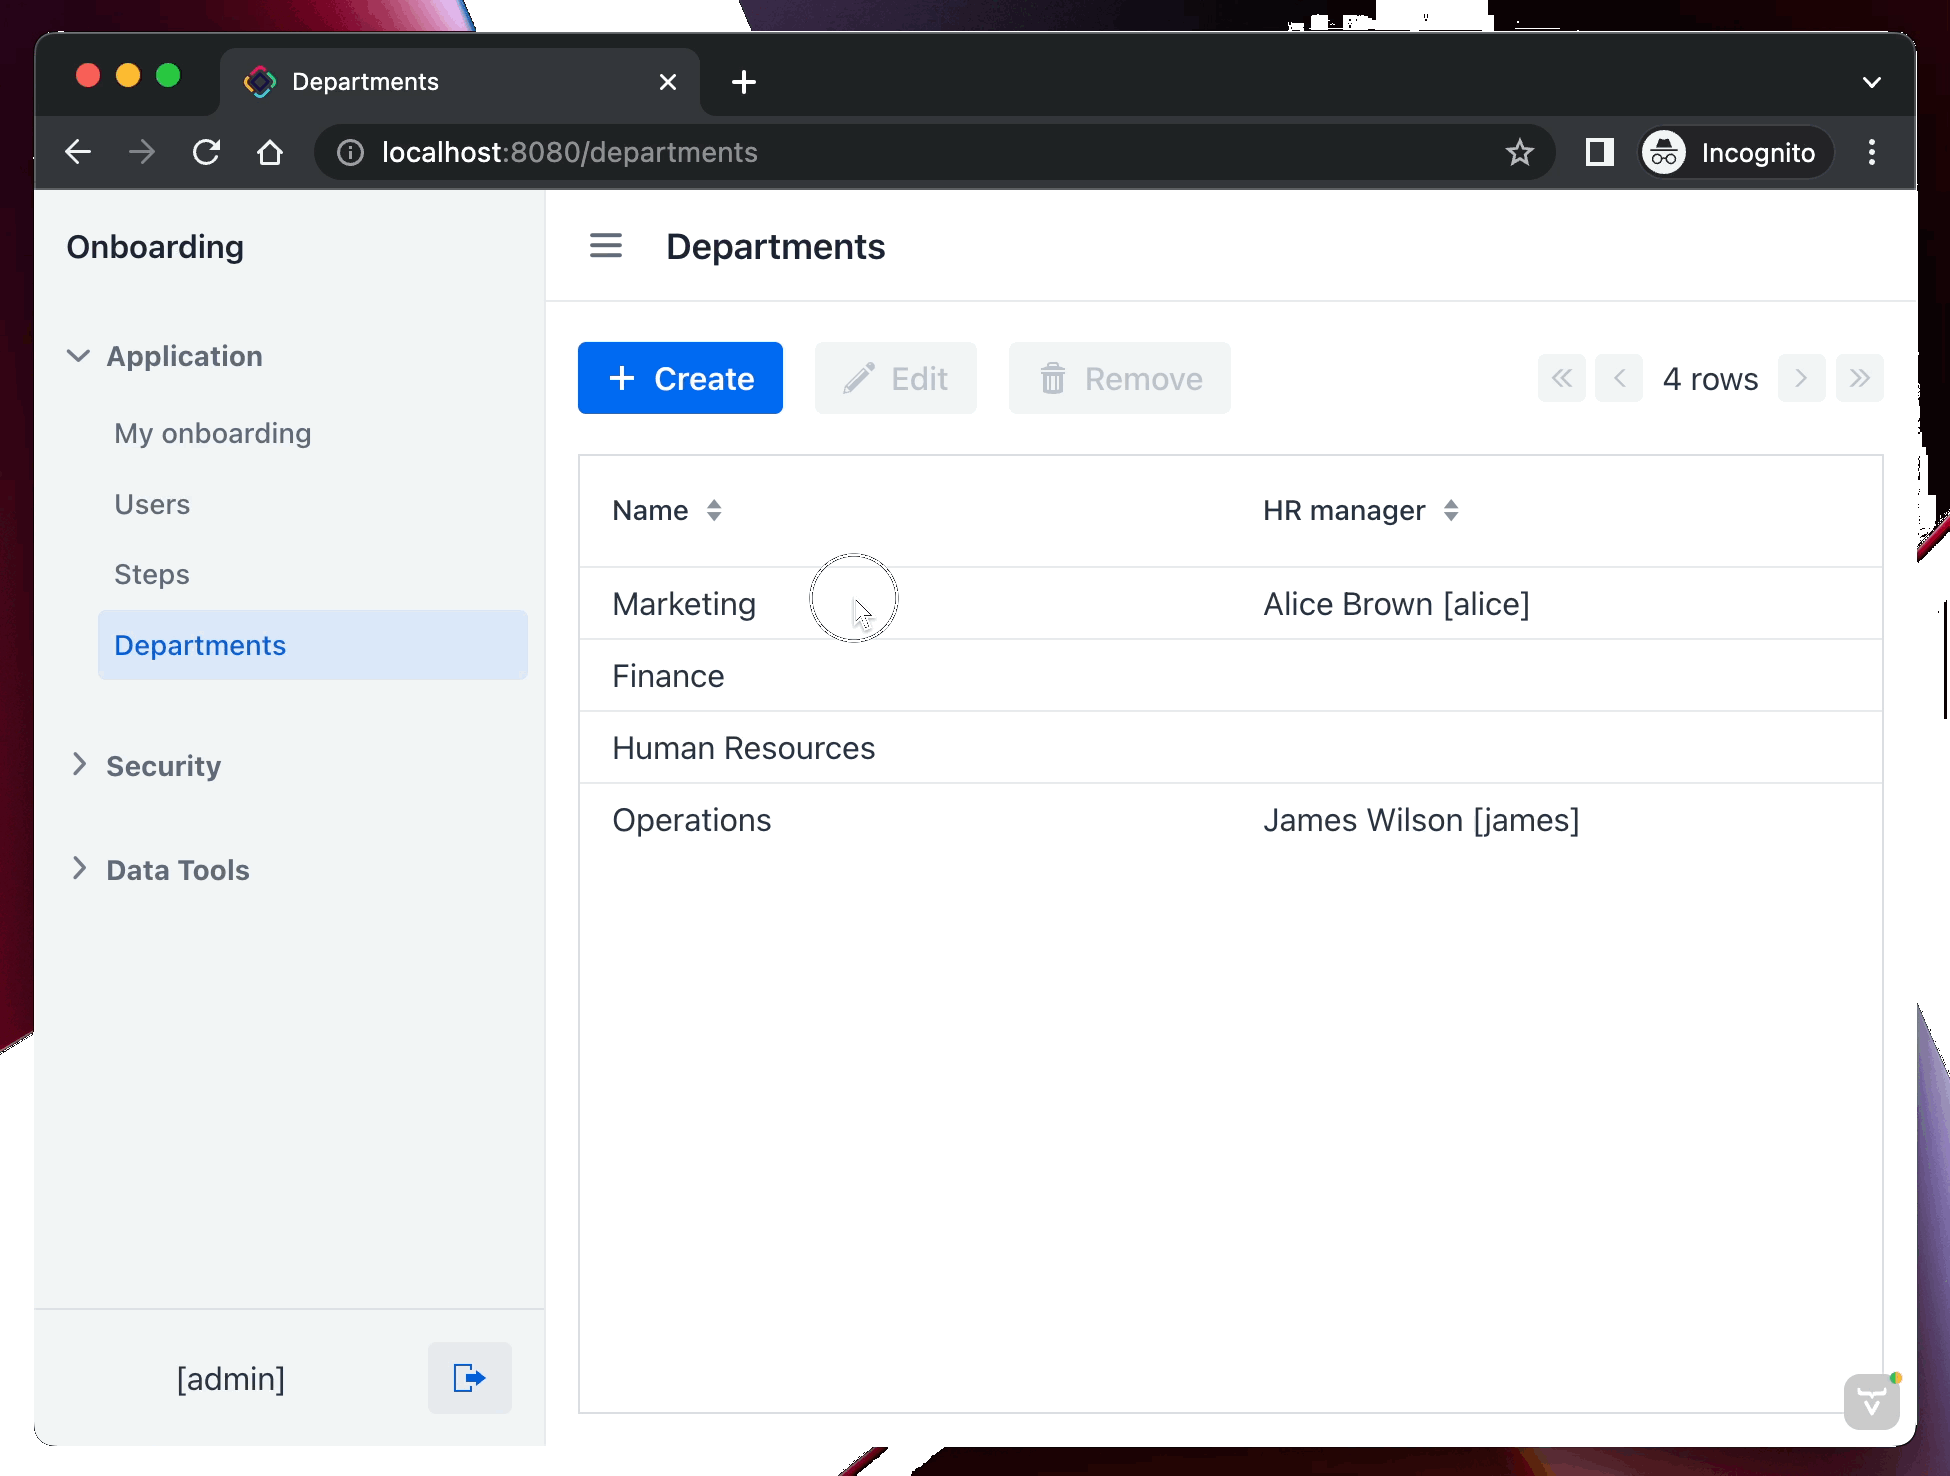 Departments
localhost:8080/departments
Incognito
Onboarding
Departments
Application
My onboarding
Users
Steps
Departments
Security
Data Tools
[admin]
Create
Edit
Remove
4 rows
Name HR manager
Marketing Alice Brown [alice]
Finance
Human Resources
Operations James Wilson [james]